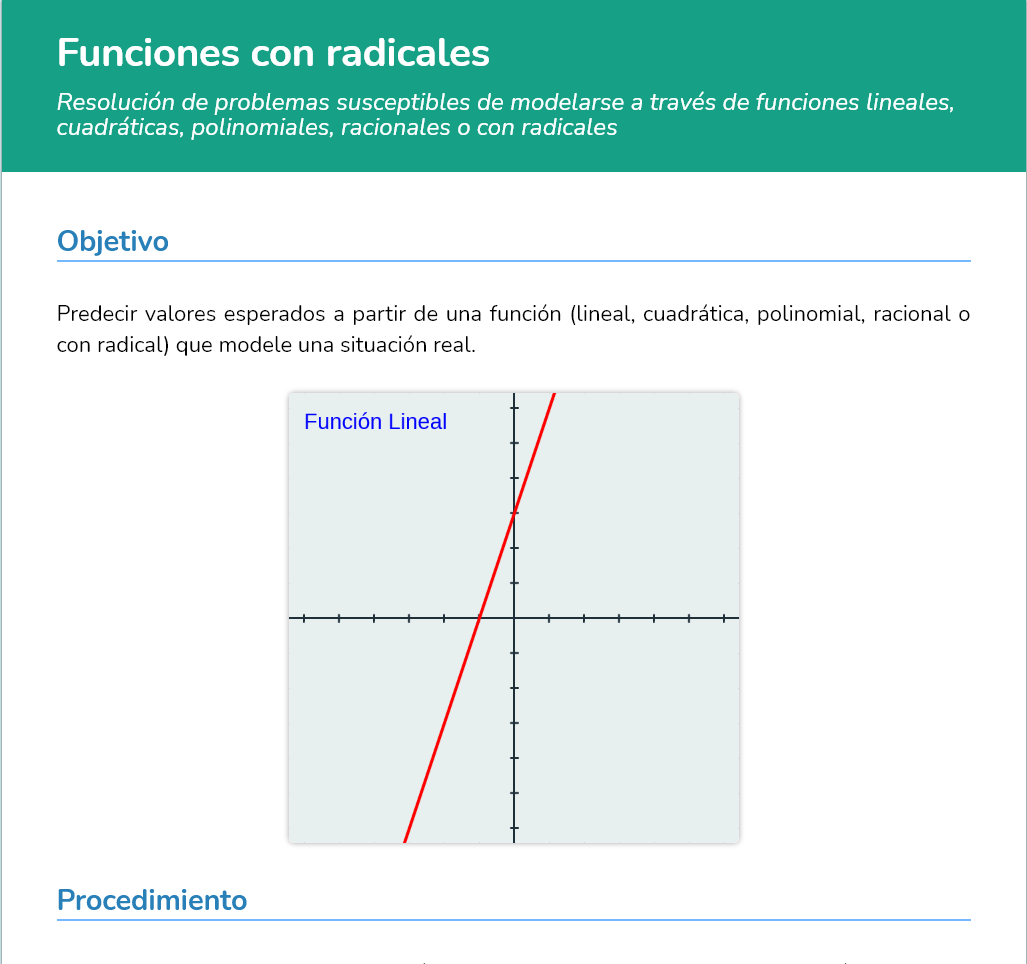 Funciones con radicales
Resolución de problemas susceptibles de modelarse a través de funciones lineales,
cuadráticas, polinomiales, racionales o con radicales
Objetivo
Predecir valores esperados a partir de una función (lineal, cuadrática, polinomial, racional o
con radical) que modele una situación real.
Función Lineal
Procedimiento